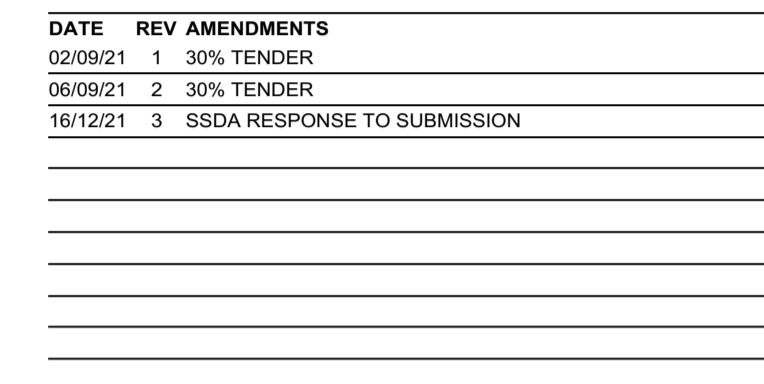 DATE REV AMENDMENTS
02/09/21 1 30% TENDER
06/09/21 2 30% TENDER
16/12/21 3 SSDA RESPONSE TO SUBMISSION